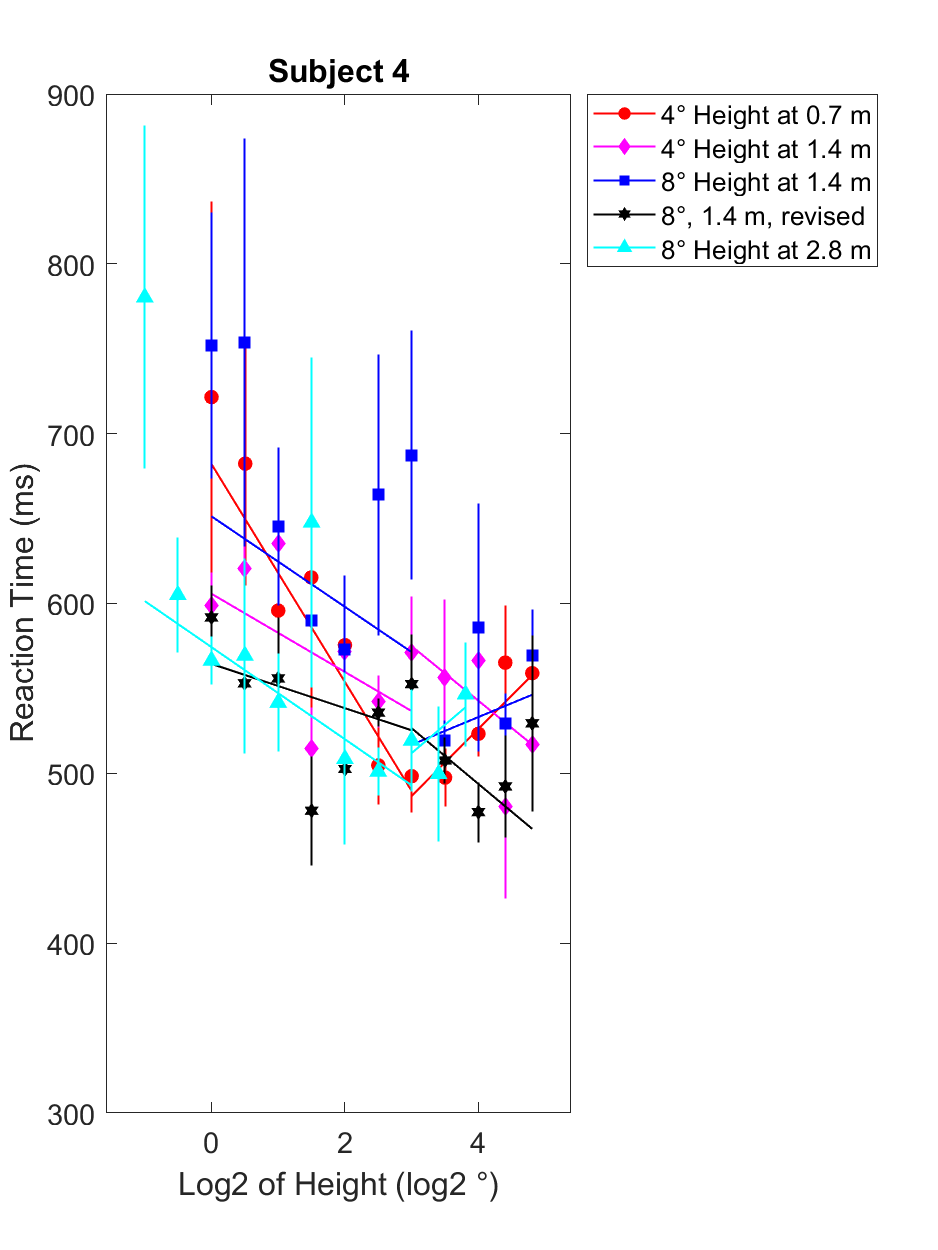 Subject 4
900
800
700
600
500
400
300
0 2 4
Reaction Time (ms)
Log2 of Height (log2 °)
4° Height at 0.7 m
4° Height at 1.4 m
8° Height at 1.4 m
8°, 1.4 m, revised
8° Height at 2.8 m